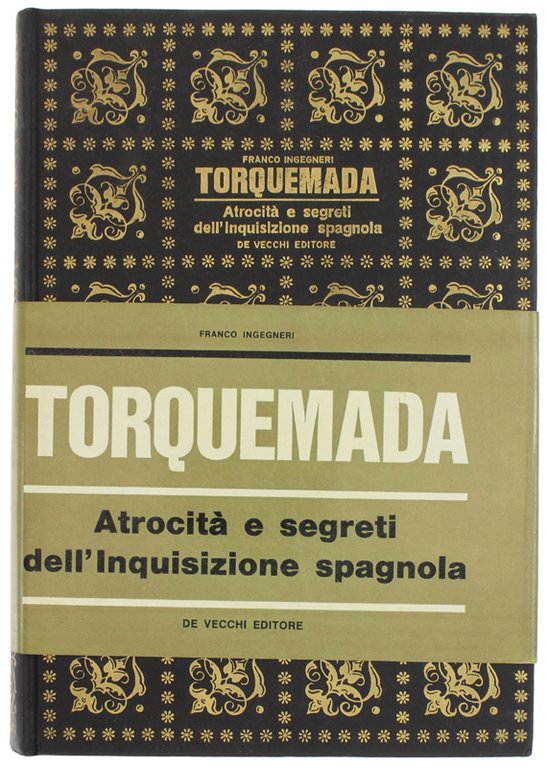 FRANCO INGEGNERI
TORQUEMADA
Atrocità e segreti
dell'Inquisizione spagnola
DE VECCHI EDITORE
FRANCO INGEGNERI
TORQUEMADA
Atrocità e segreti
dell'Inquisizione spagnola
DE VECCHI EDITORE